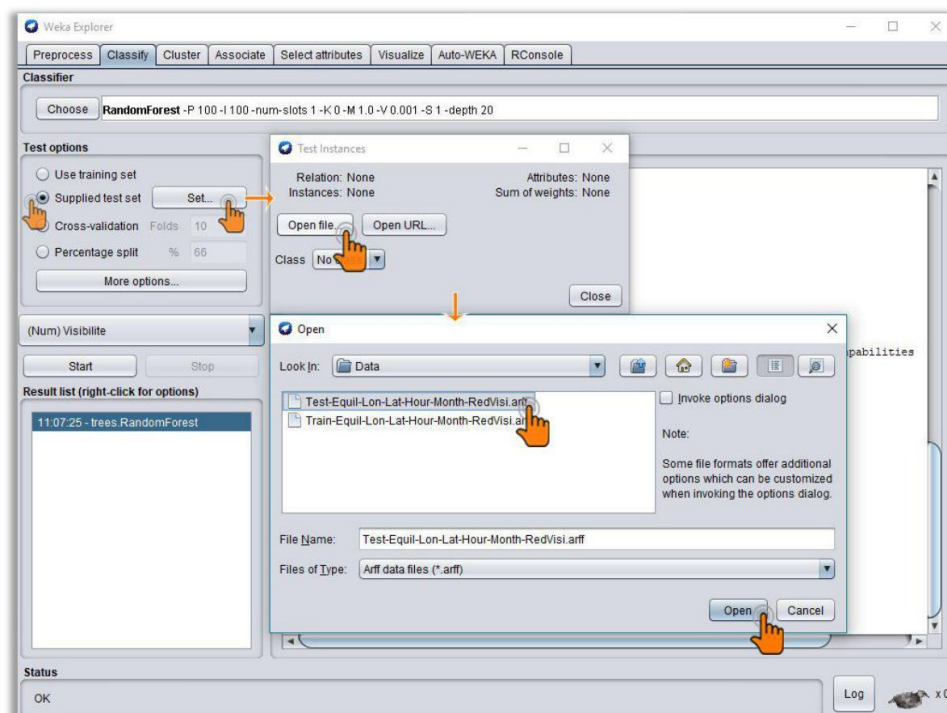 Weka Explorer
Preprocess Classify Cluster Associate Select attributes Visualize Auto-WEKA RConsole
Classifier
Choose RandomForest -P 100 -I 100 -num-slots 1 -K 0 -M 1.0 -V 0.001 -S 1 -depth 20
Test options
Use training set
Supplied test set Set...
Cross-validation Folds 10
Percentage split % 66
More options...
(Num) Visibilite
Start Stop
Result list (right-click for options)
11:07:25 - trees.RandomForest
Test Instances
Relation: None Attributes: None
Instances: None Sum of weights: None
Open file... Open URL...
Class No
Close
pabilities
Open
Look In: Data
Test-Equil-Lon-Lat-Hour-Month-RedVisi.arff
Train-Equil-Lon-Lat-Hour-Month-RedVisi.arff
Invoke options dialog
Note:
Some file formats offer additional
options which can be customized
when invoking the options dialog.
File Name: Test-Equil-Lon-Lat-Hour-Month-RedVisi.arff
Files of Type: Arff data files (*.arff)
Open Cancel
Status
OK
Log x 0